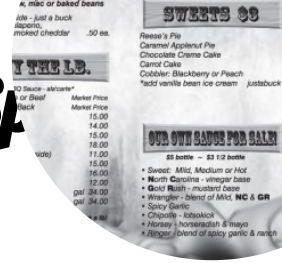 w, mac or baked beans
ide - just a buck
lapeno,
moked cheddar .50 ea.
Y THE LB.
BQ Sauce - ala'carte*
s or Beef Market Price
Back Market Price
15.00
14.00
15.00
18.00
side) 11.00
15.00
16.00
12.00
gal 34.00
gal 34.00
SWEETS $3
Reese's Pie
Caramel Applenut Pie
Chocolate Creme Cake
Carrot Cake
Cobbler: Blackberry or Peach
*add vanilla bean ice cream justabuck
OUR OWN SAUCE FOR SALE!
$5 bottle ~ $3 1/2 bottle
• Sweet: Mild, Medium or Hot
• North Carolina - vinegar base
• Gold Rush - mustard base
• Wrangler - blend of Mild, NC & GR
• Spicy Garlic
• Chipotle - lotsokick
• Horsey - horseradish & mayo
• Ringer - blend of spicy garlic & ranch